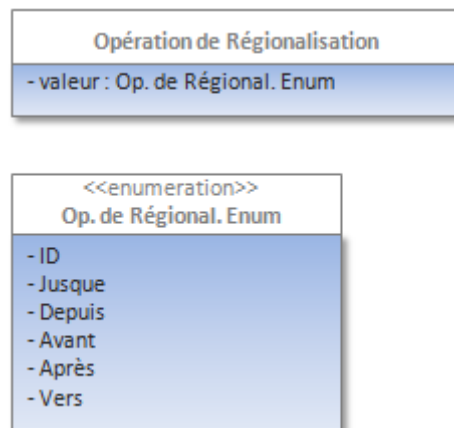 Opération de Régionalisation
- valeur : Op. de Régional. Enum
<<enumeration>>
Op. de Régional. Enum
- ID
- Jusque
- Depuis
- Avant
- Après
- Vers